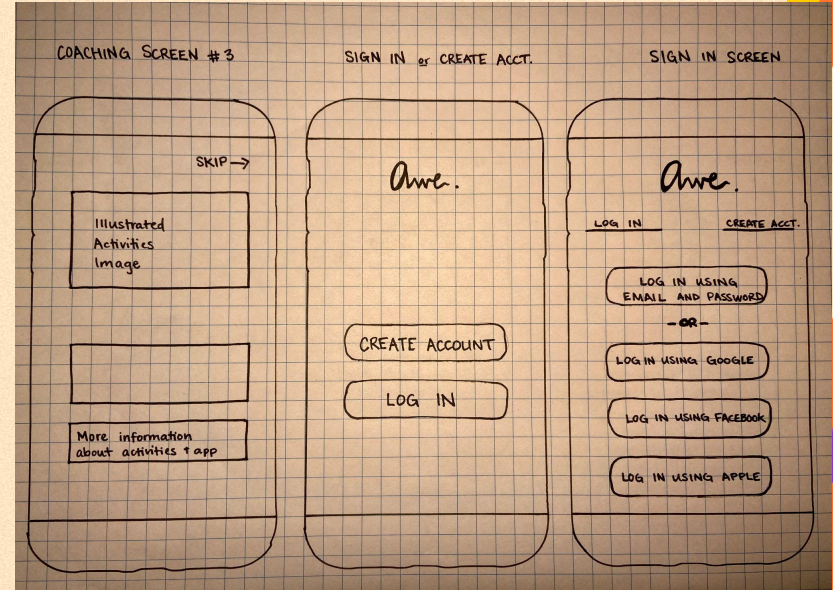 COACHING SCREEN #3
SKIP →
Illustrated
Activities
Image
More information
about activities + app
SIGN IN or CREATE ACCT.
Awe.
CREATE ACCOUNT
LOG IN
SIGN IN SCREEN
Awe.
LOG IN
CREATE ACCT.
LOG IN USING
EMAIL AND PASSWORD
-OR-
LOG IN USING GOOGLE
LOG IN USING FACEBOOK
LOG IN USING APPLE